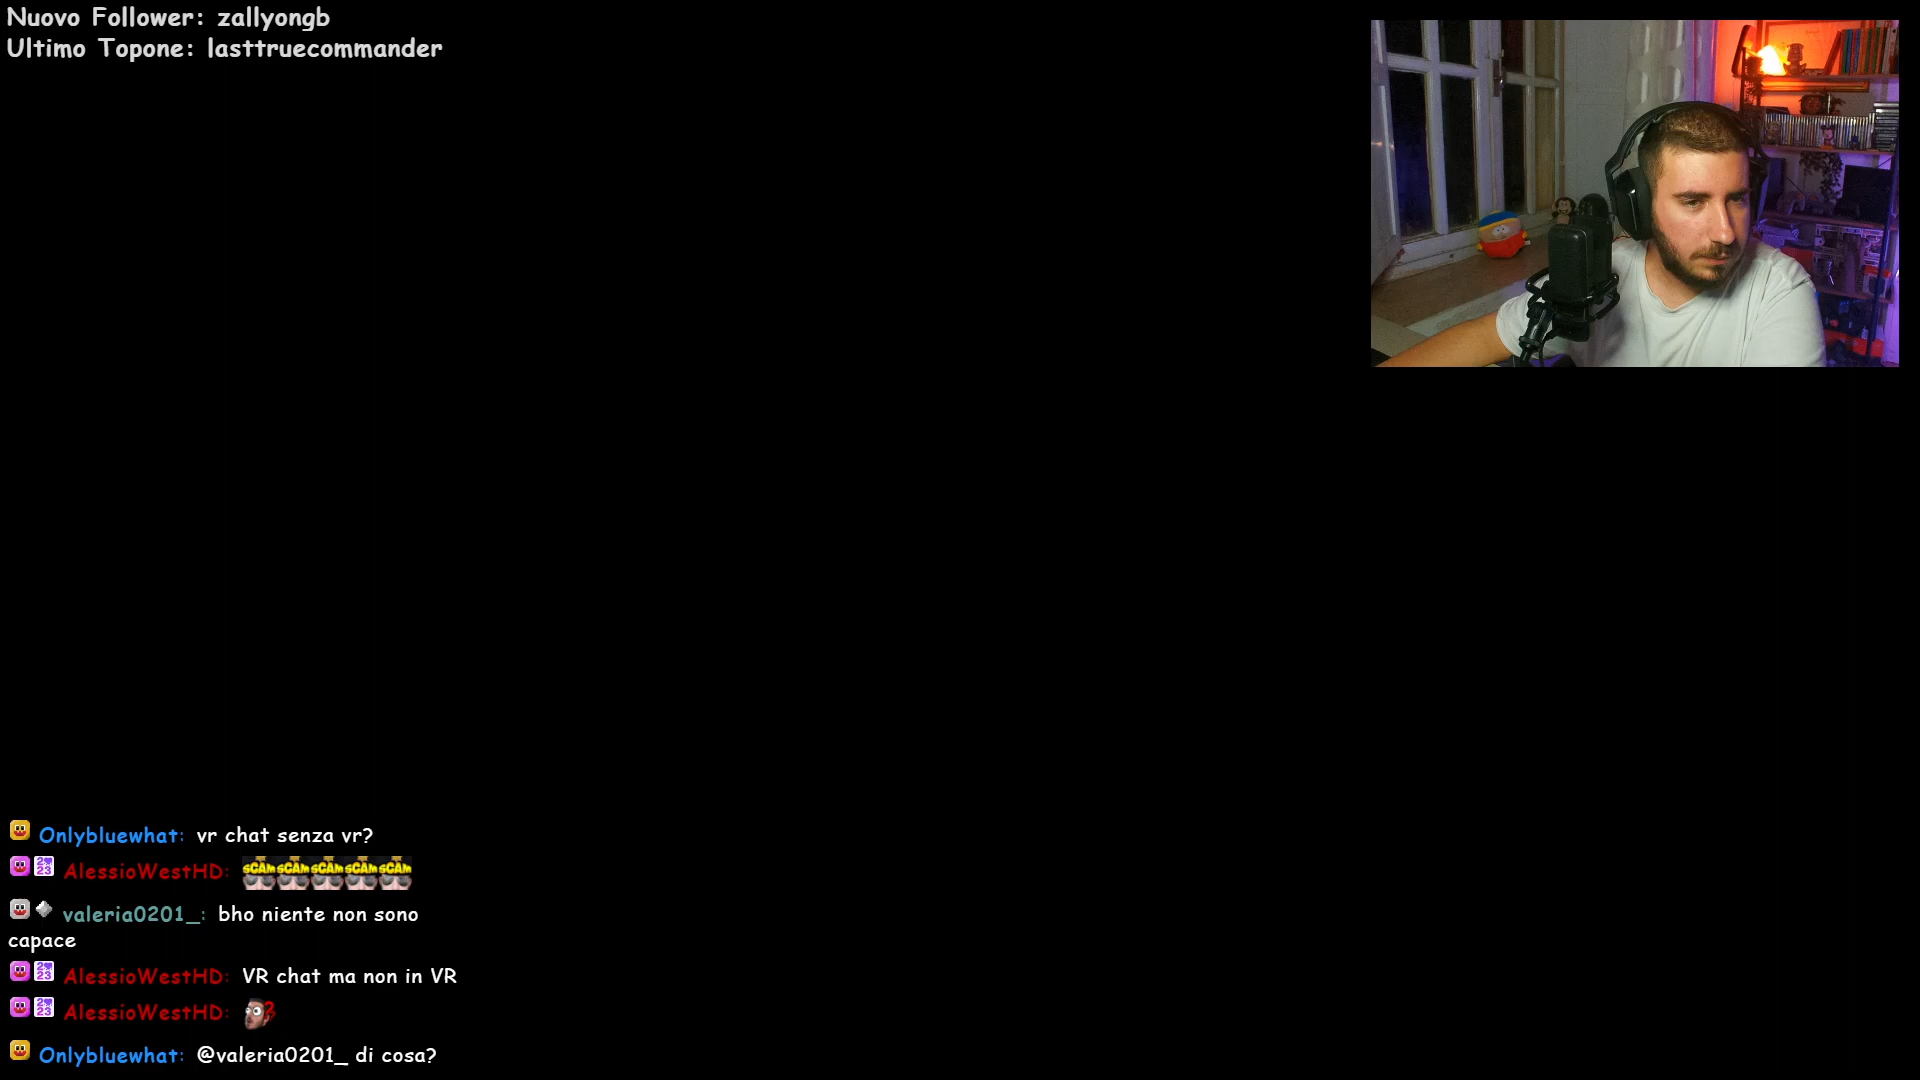 Nuovo Follower: zallyongb
Ultimo Topone: lasttruecommander
Onlybluewhat: vr chat senza vr?
AlessioWestHD: SCAM SCAM SCAM SCAM SCAM
valeria0201_: bho niente non sono
capace
AlessioWestHD: VR chat ma non in VR
AlessioWestHD: ?
Onlybluewhat: @valeria0201_ di cosa?